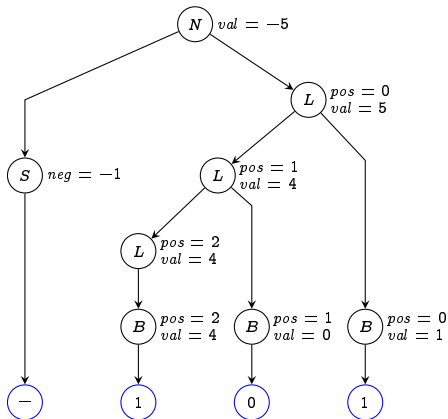 N val = −5
L pos = 0
val = 5
S neg = −1
L pos = 1
val = 4
L pos = 2
val = 4
B pos = 2
val = 4
B pos = 1
val = 0
B pos = 0
val = 1
− 1 0 1